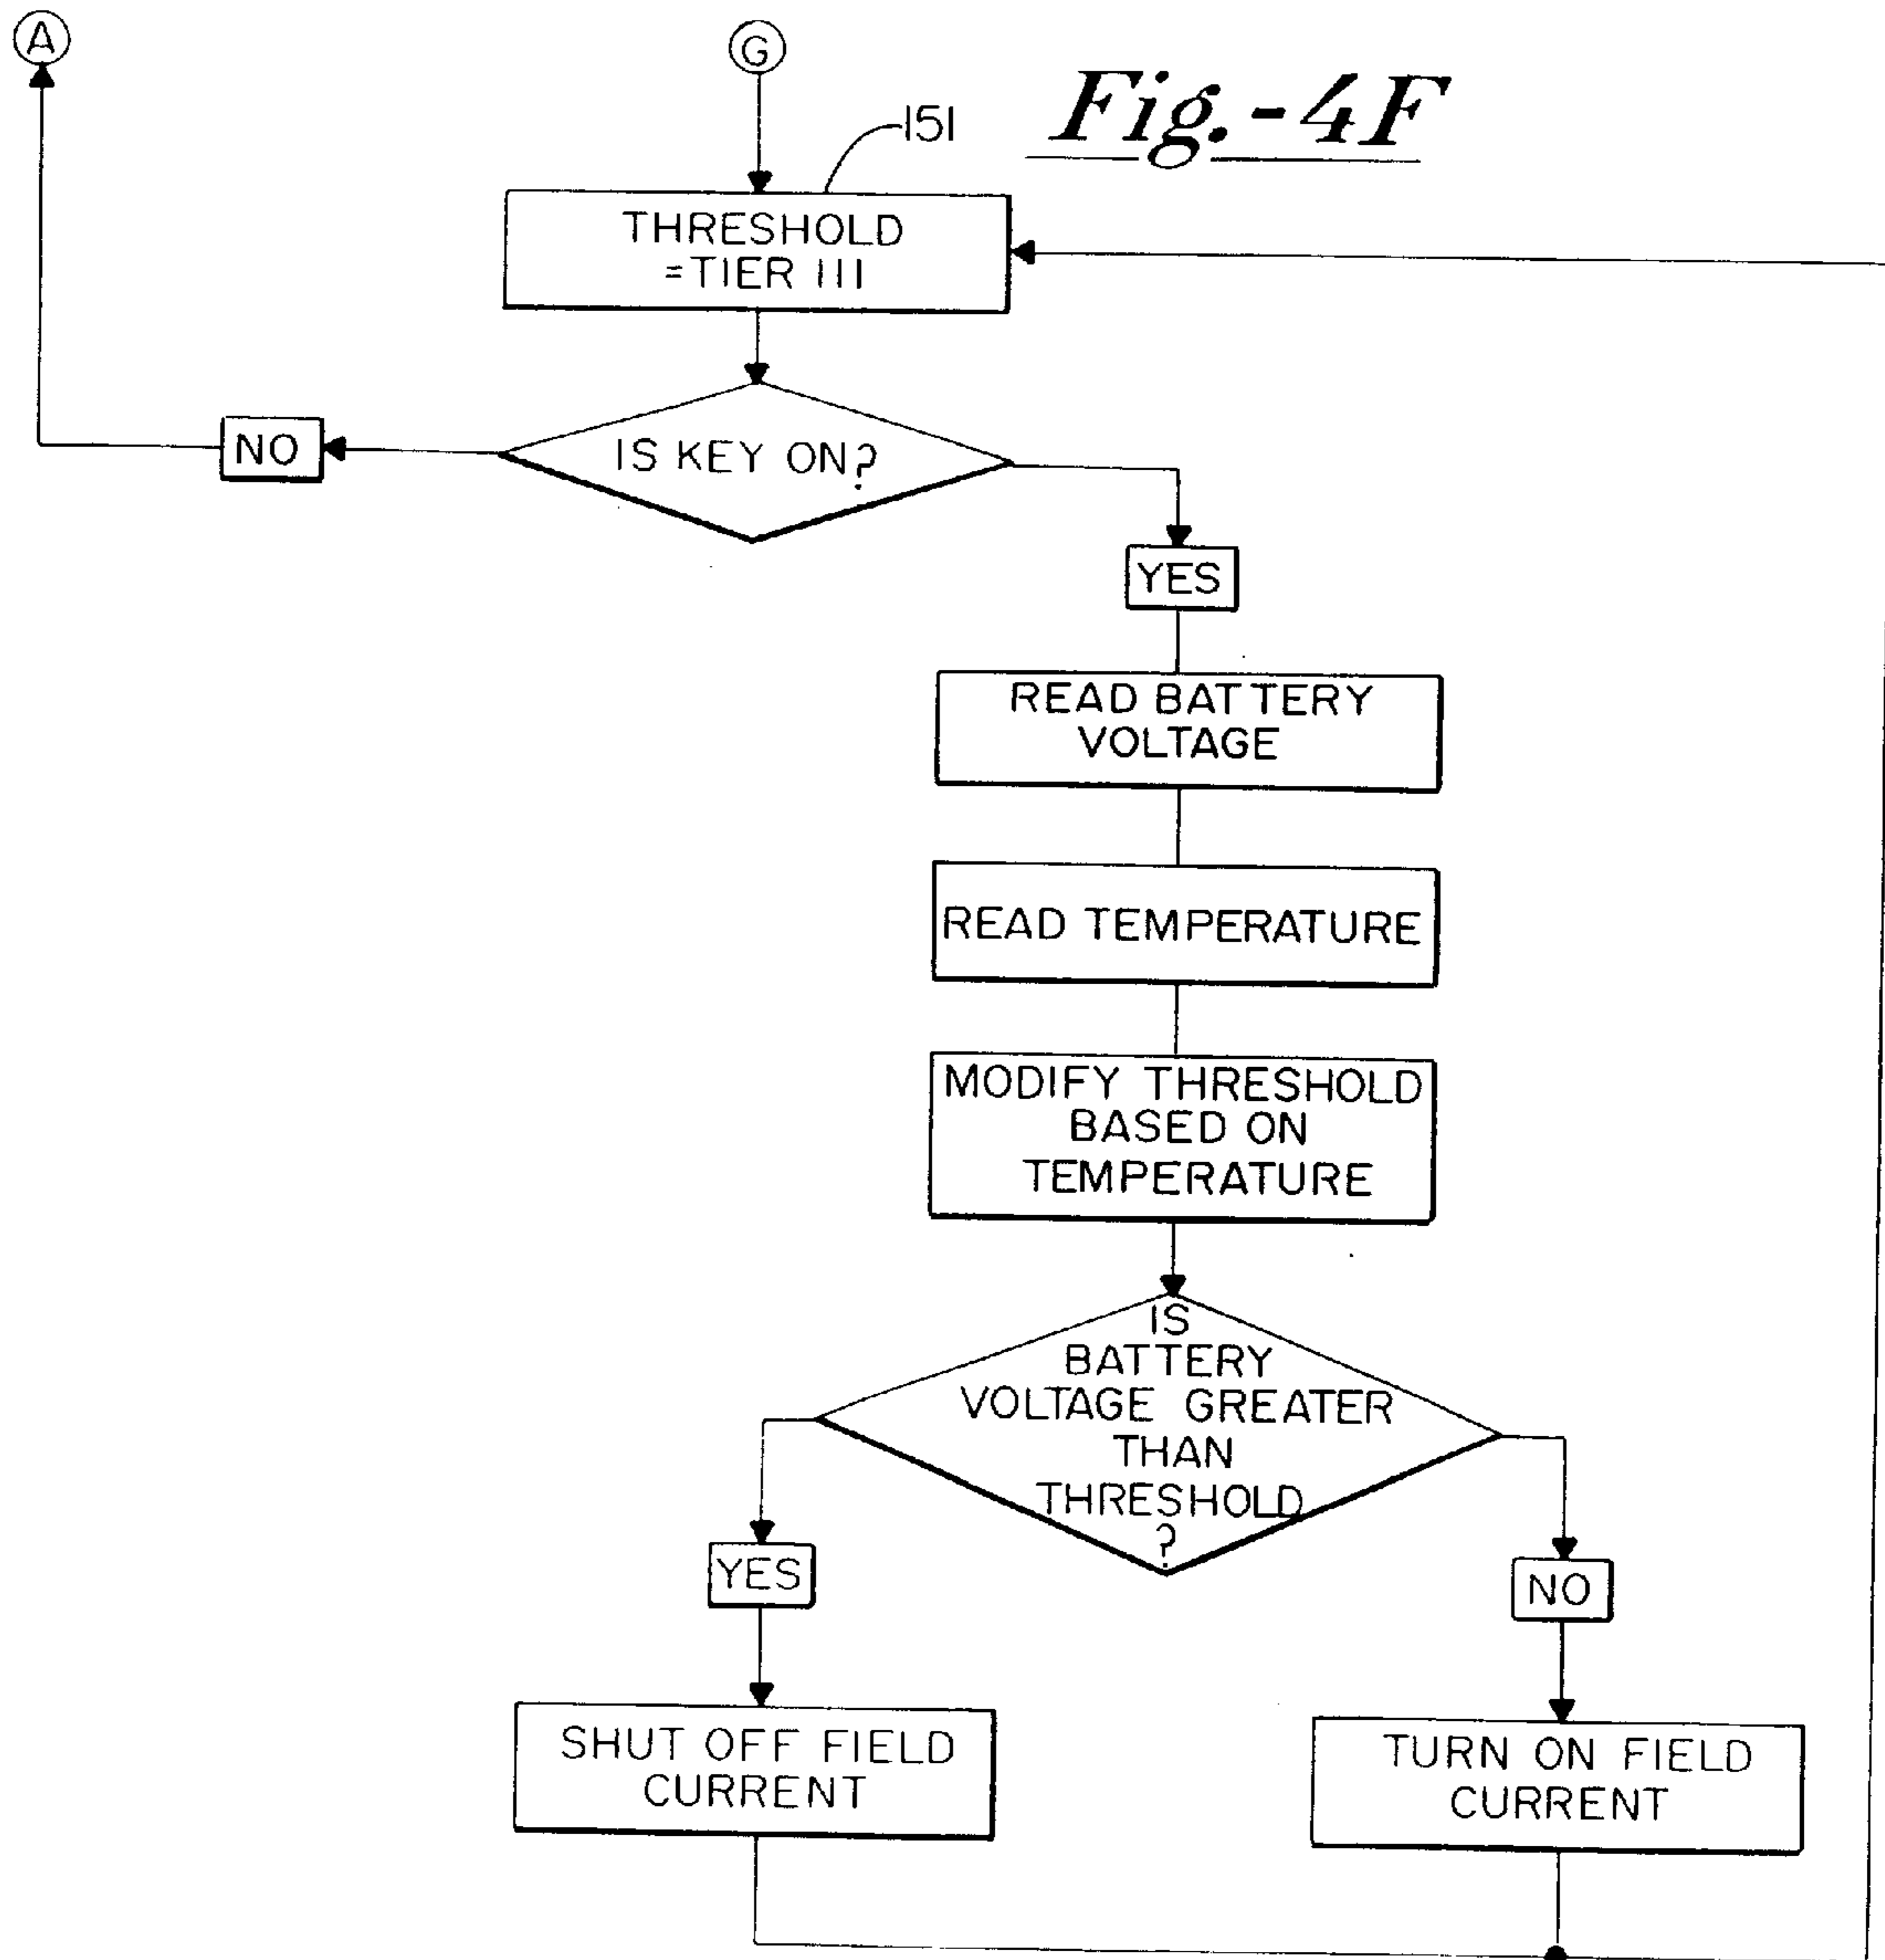 A
G
Fig.-4F
151
THRESHOLD
=TIER III
IS KEY ON?
NO
YES
READ BATTERY
VOLTAGE
READ TEMPERATURE
MODIFY THRESHOLD
BASED ON
TEMPERATURE
IS
BATTERY
VOLTAGE GREATER
THAN
THRESHOLD
?
YES
NO
SHUT OFF FIELD
CURRENT
TURN ON FIELD
CURRENT